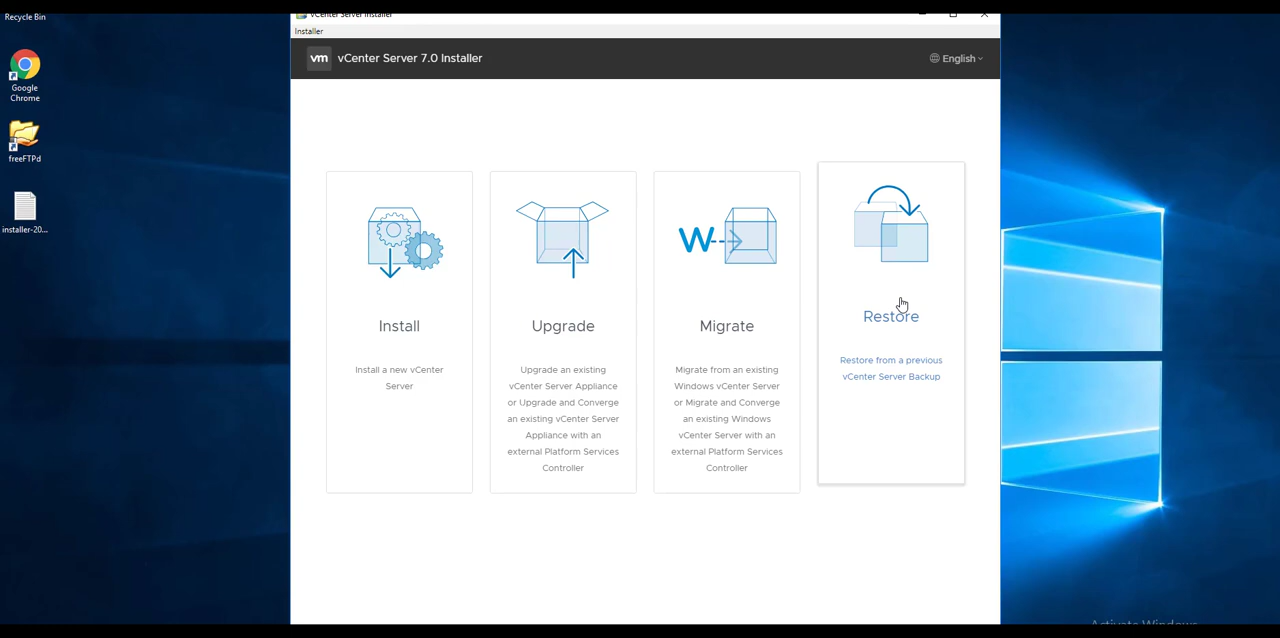 Recycle Bin
Google
Chrome
freeFTPd
installer-20...
vCenter Server Installer
Installer
vm vCenter Server 7.0 Installer
English
Install
Install a new vCenter
Server
Upgrade
Upgrade an existing
vCenter Server Appliance
or Upgrade and Converge
an existing vCenter Server
Appliance with an
external Platform Services
Controller
Migrate
Migrate from an existing
Windows vCenter Server
or Migrate and Converge
an existing Windows
vCenter Server with an
external Platform Services
Controller
Restore
Restore from a previous
vCenter Server Backup
Activate Windows